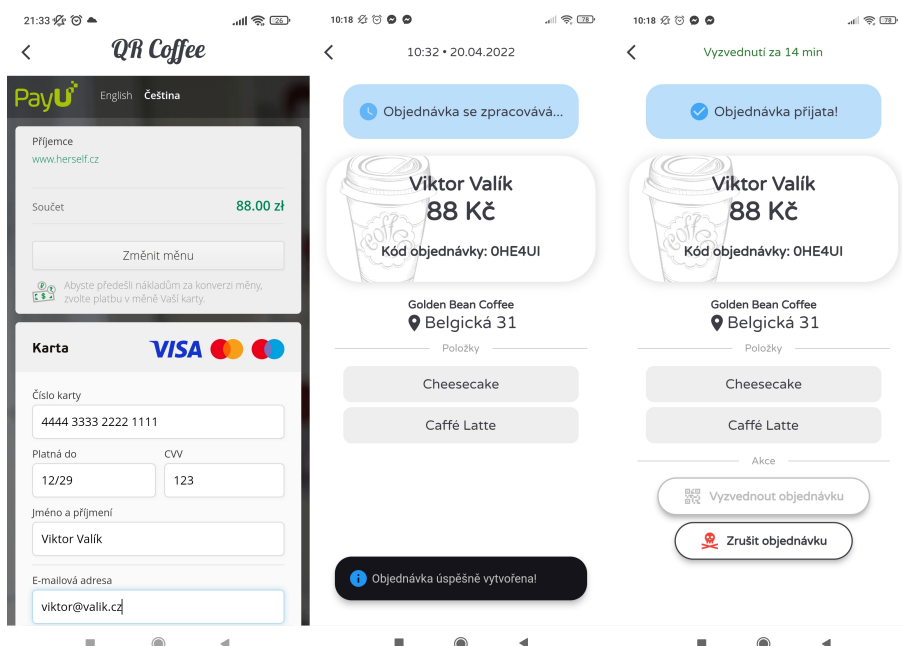 21:33
26
QR Coffee
PayU
English
Čeština
Příjemce
www.herself.cz
Součet
88.00 zł
Změnit měnu
Abyste předešli nákladům za konverzi měny,
zvolte platbu v měně Vaší karty.
Karta
VISA
Číslo karty
4444 3333 2222 1111
Platná do
CVV
12/29
123
Jméno a příjmení
Viktor Valík
E-mailová adresa
viktor@valik.cz
10:18
78
10:32 • 20.04.2022
Objednávka se zpracovává...
Viktor Valík
88 Kč
Kód objednávky: 0HE4UI
coffee
Golden Bean Coffee
Belgická 31
Položky
Cheesecake
Caffé Latte
Objednávka úspěšně vytvořena!
10:18
78
Vyzvednutí za 14 min
Objednávka přijata!
Viktor Valík
88 Kč
Kód objednávky: 0HE4UI
coffee
Golden Bean Coffee
Belgická 31
Položky
Cheesecake
Caffé Latte
Akce
Vyzvednout objednávku
Zrušit objednávku